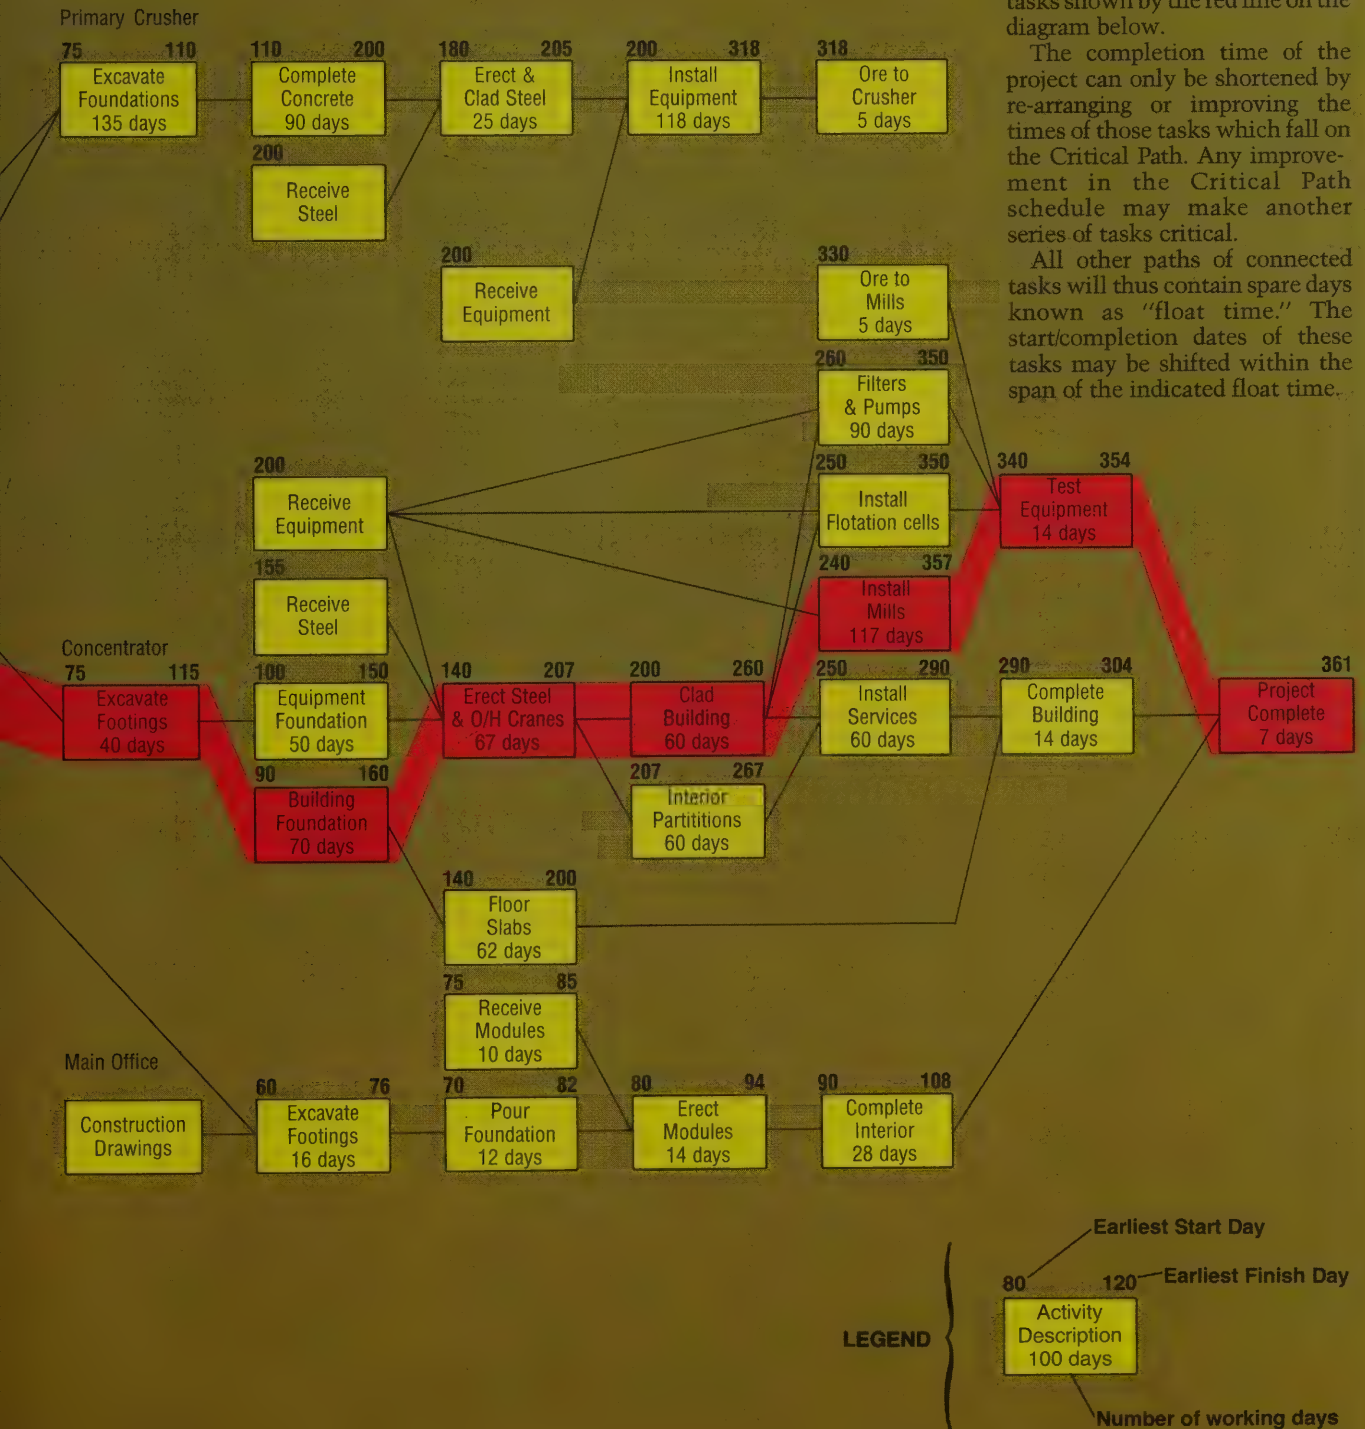 tasks shown by the red line on the
diagram below.
The completion time of the
project can only be shortened by
re-arranging or improving the
times of those tasks which fall on
the Critical Path. Any improve-
ment in the Critical Path
schedule may make another
series of tasks critical.
All other paths of connected
tasks will thus contain spare days
known as "float time." The
start/completion dates of these
tasks may be shifted within the
span of the indicated float time.
Primary Crusher
75 110
Excavate
Foundations
135 days
110 200
Complete
Concrete
90 days
180 205
Erect &
Clad Steel
25 days
200 318
Install
Equipment
118 days
318
Ore to
Crusher
5 days
200
Receive
Steel
200
Receive
Equipment
330
Ore to
Mills
5 days
260 350
Filters
& Pumps
90 days
200
Receive
Equipment
250 350
Install
Flotation cells
340 354
Test
Equipment
14 days
155
Receive
Steel
240 357
Install
Mills
117 days
Concentrator
75 115
Excavate
Footings
40 days
100 150
Equipment
Foundation
50 days
140 207
Erect Steel
& O/H Cranes
67 days
200 260
Clad
Building
60 days
250 290
Install
Services
60 days
290 304
Complete
Building
14 days
361
Project
Complete
7 days
90 160
Building
Foundation
70 days
207 267
Interior
Partititions
60 days
140 200
Floor
Slabs
62 days
75 85
Receive
Modules
10 days
Main Office
Construction
Drawings
60 76
Excavate
Footings
16 days
70 82
Pour
Foundation
12 days
80 94
Erect
Modules
14 days
90 108
Complete
Interior
28 days
LEGEND
Earliest Start Day
80 120
Earliest Finish Day
Activity
Description
100 days
Number of working days